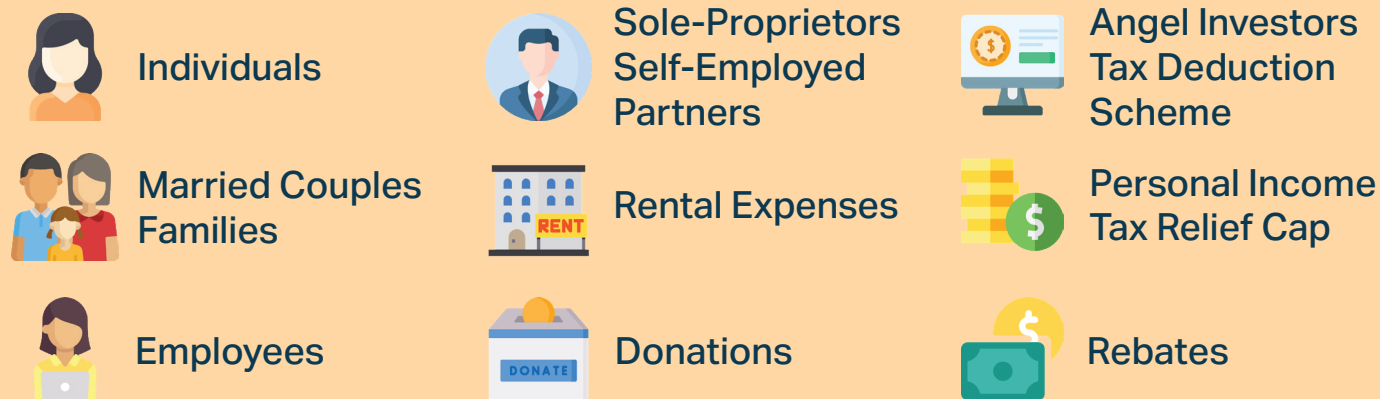 Individuals
Sole-Proprietors
Self-Employed
Partners
Angel Investors
Tax Deduction
Scheme
Married Couples
Families
RENT
Rental Expenses
Personal Income
Tax Relief Cap
Employees
DONATE
Donations
Rebates